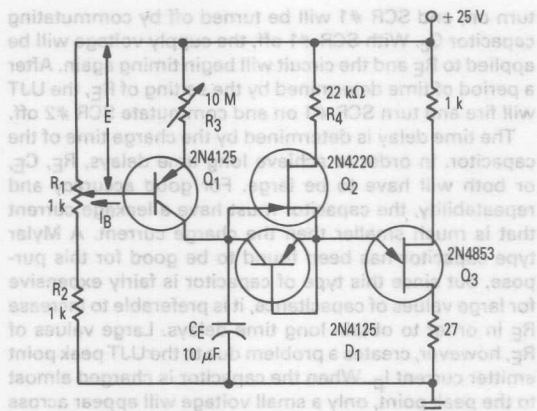 + 25 V
turn and SCR #1 will be turned off by commutating
capacitor With SCR #1 off, the supply voltage will be
applied to RE and the circuit will begin timing again. After
a period of time determined by the setting of RE, the UJT
will fire and turn SCR on and commutate SCR #2 off.
The time delay is determined by the charge time of the
capacitor. In order achieve long time delays, RE, CE,
or both will have to be large. For good and
repeatability, the capacitor must have a leakage current
that is much smaller than the charge current. A Mylar
type capacitor has been found to be good for this pur-
pose, but since this type of capacitor is fairly expensive
for large values of capacitance, it is preferable to increase
RE in order to obtain long time delays. Large values of
RE, however, create a problem due to the UJT peak point
emitter current IP. When the capacitor is charged almost
to the peak point, only a small voltage will appear across
E
10 M
R3
22 kΩ
R4
1 k
2N4125
Q1
2N4220
Q2
R1
1 k
IB
2N4853
Q3
R2
1 k
CE
10 µF
2N4125
D1
27